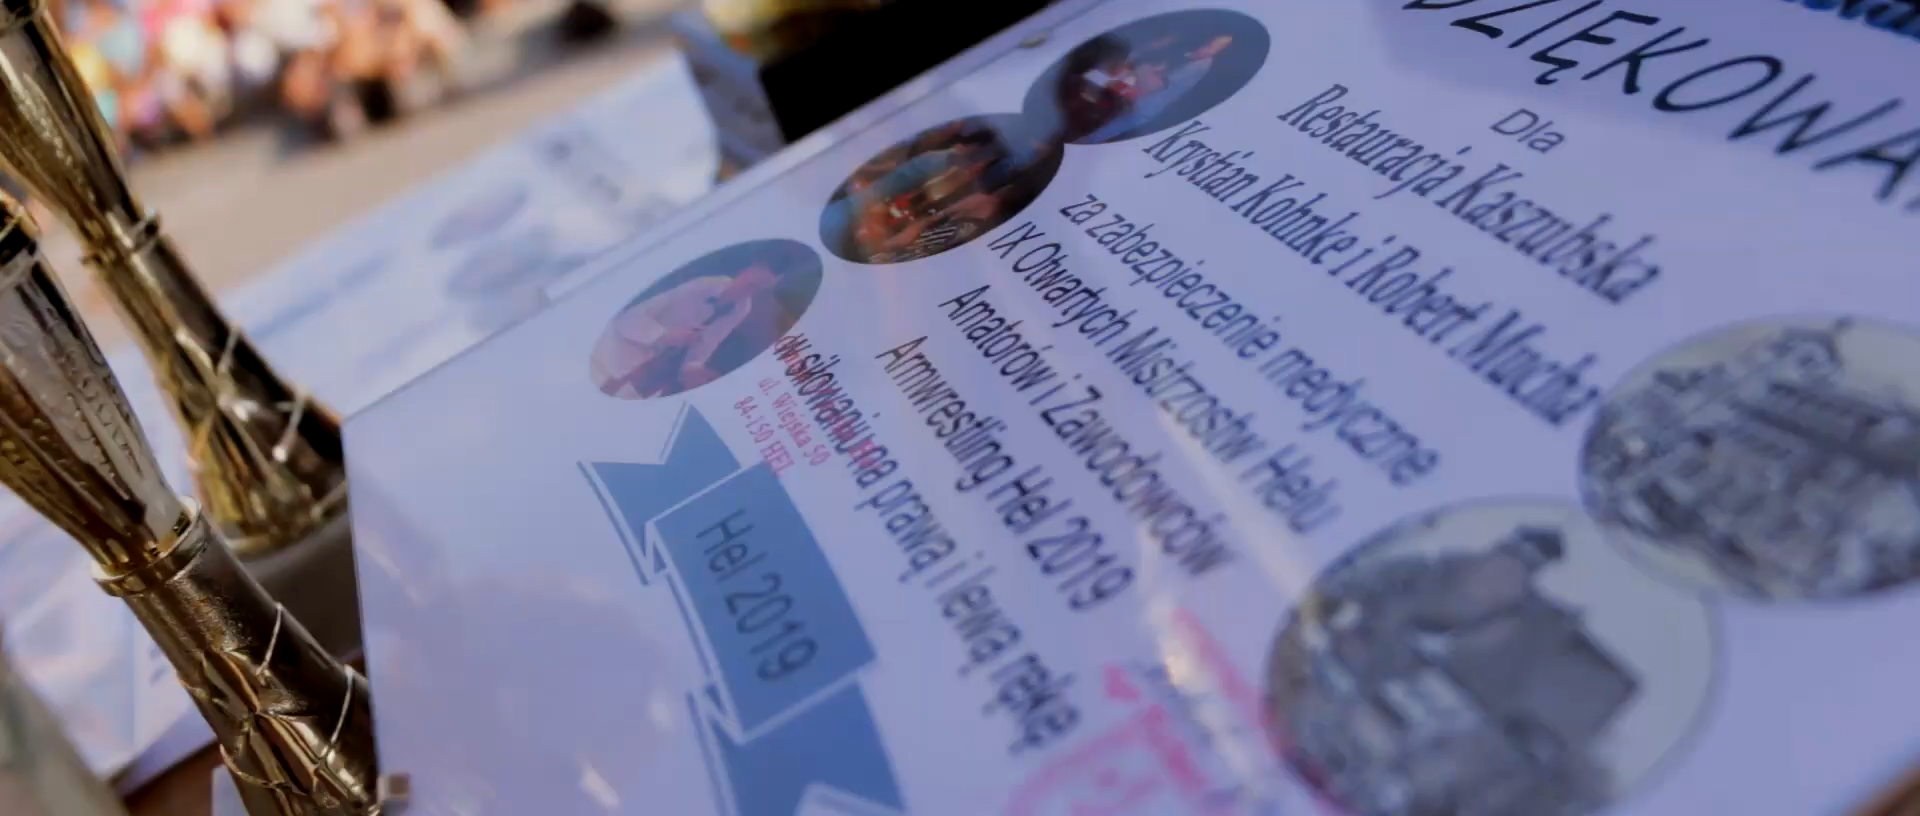 DZIĘKOWA
Dla
Restauracja Kaszubska
Krystian Kohnke i Robert Mucha
za zabezpieczenie medyczne
IX Otwartych Mistrzostw Helu
Amatorów i Zawodowców
Armwrestling Hel 2019
na prawą i lewą rękę
ul. Wiejska 50
84-150 HEL
Hel 2019